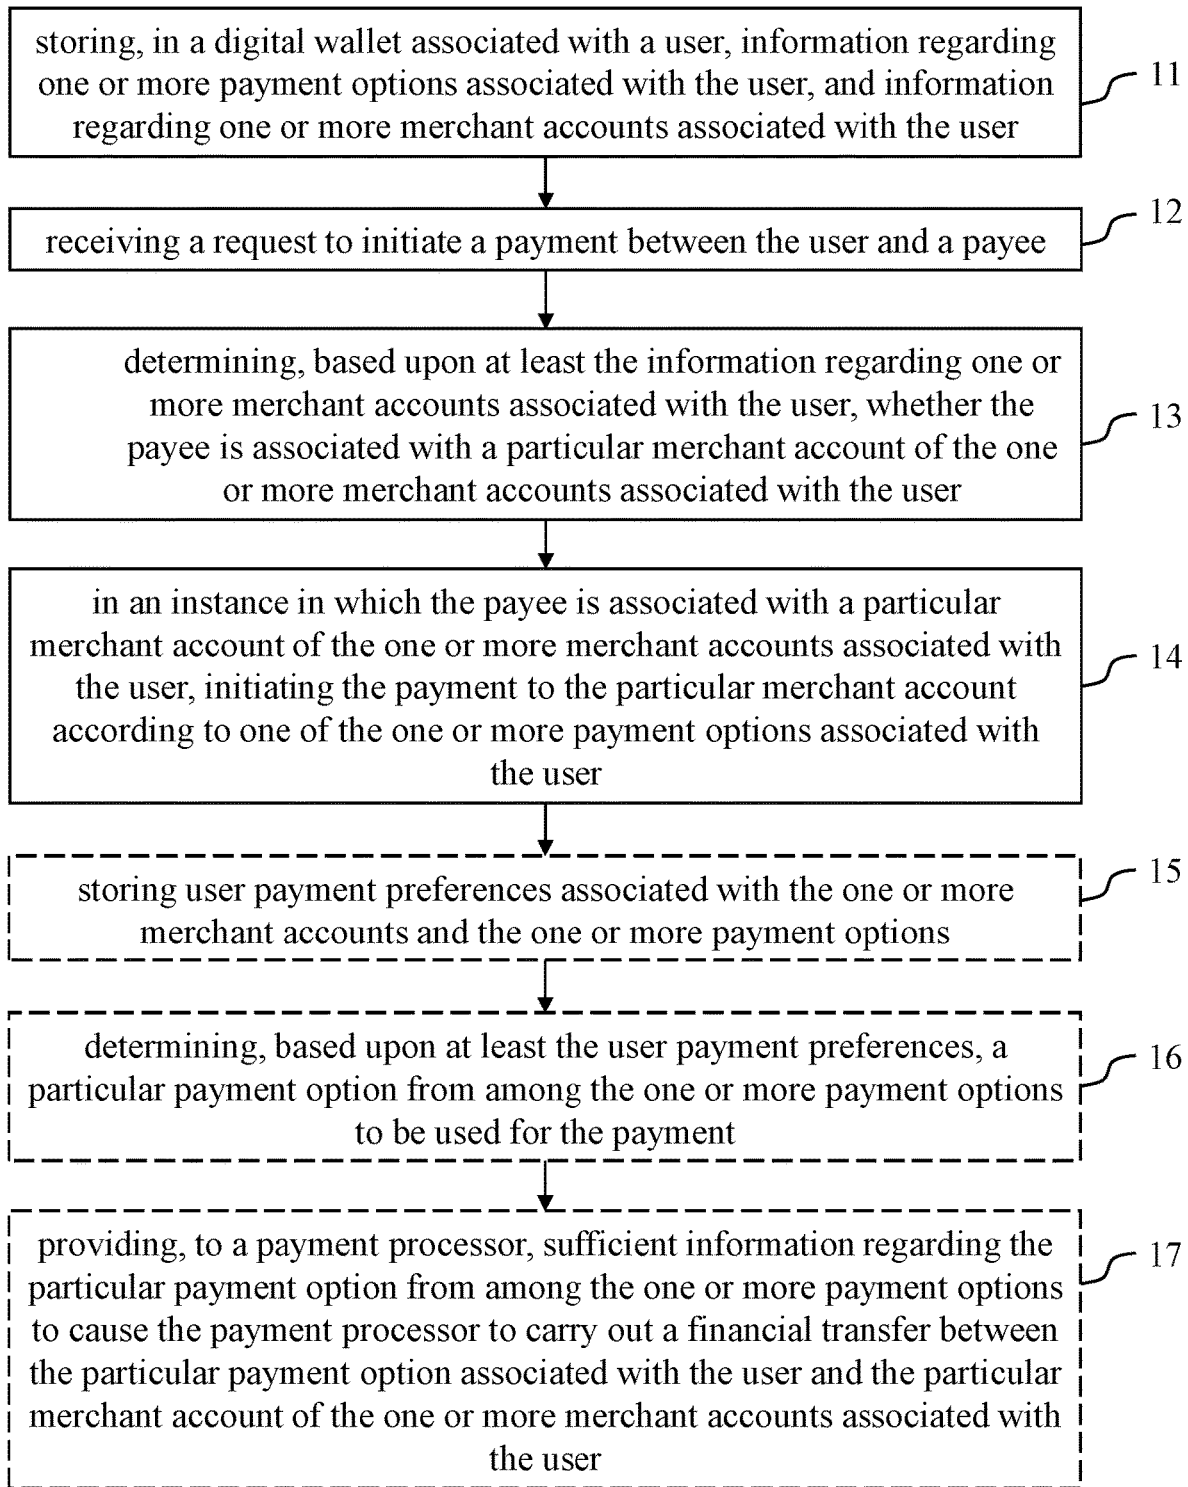 storing, in a digital wallet associated with a user, information regarding
one or more payment options associated with the user, and information
regarding one or more merchant accounts associated with the user
11
receiving a request to initiate a payment between the user and a payee
12
determining, based upon at least the information regarding one or
more merchant accounts associated with the user, whether the
payee is associated with a particular merchant account of the one
or more merchant accounts associated with the user
13
in an instance in which the payee is associated with a particular
merchant account of the one or more merchant accounts associated with
the user, initiating the payment to the particular merchant account
according to one of the one or more payment options associated with
the user
14
storing user payment preferences associated with the one or more
merchant accounts and the one or more payment options
15
determining, based upon at least the user payment preferences, a
particular payment option from among the one or more payment options
to be used for the payment
16
providing, to a payment processor, sufficient information regarding the
particular payment option from among the one or more payment options
to cause the payment processor to carry out a financial transfer between
the particular payment option associated with the user and the particular
merchant account of the one or more merchant accounts associated with
the user
17